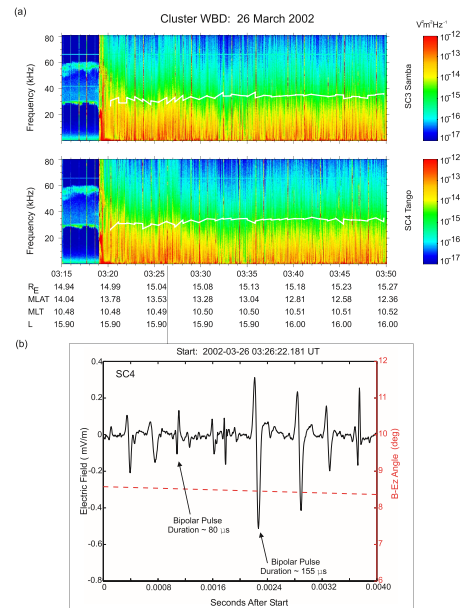 (a)
Cluster WBD: 26 March 2002
V²m⁻²Hz⁻¹
80
60
40
20
Frequency (kHz)
10⁻¹²
10⁻¹³
10⁻¹⁴
10⁻¹⁵
10⁻¹⁶
10⁻¹⁷
SC3 Samba
80
60
40
20
0
Frequency (kHz)
10⁻¹²
10⁻¹³
10⁻¹⁴
10⁻¹⁵
10⁻¹⁶
10⁻¹⁷
SC4 Tango
03:15 03:20 03:25 03:30 03:35 03:40 03:45 03:50
R_E 14.94 14.99 15.04 15.08 15.13 15.18 15.23 15.27
MLAT 14.04 13.78 13.53 13.28 13.04 12.81 12.58 12.36
MLT 10.48 10.48 10.49 10.50 10.50 10.51 10.51 10.52
L 15.90 15.90 15.90 15.90 15.90 16.00 16.00 16.00
(b)
Start: 2002-03-26 03:26:22.181 UT
SC4
0.4
0.2
0
-0.2
-0.4
-0.6
-0.8
Electric Field ( mV/m)
12
11
10
9
8
7
6
B-Ez Angle (deg)
Bipolar Pulse
Duration ~ 80 µs
Bipolar Pulse
Duration ~ 155 µs
0 0.0008 0.0016 0.0024 0.0032 0.0040
Seconds After Start